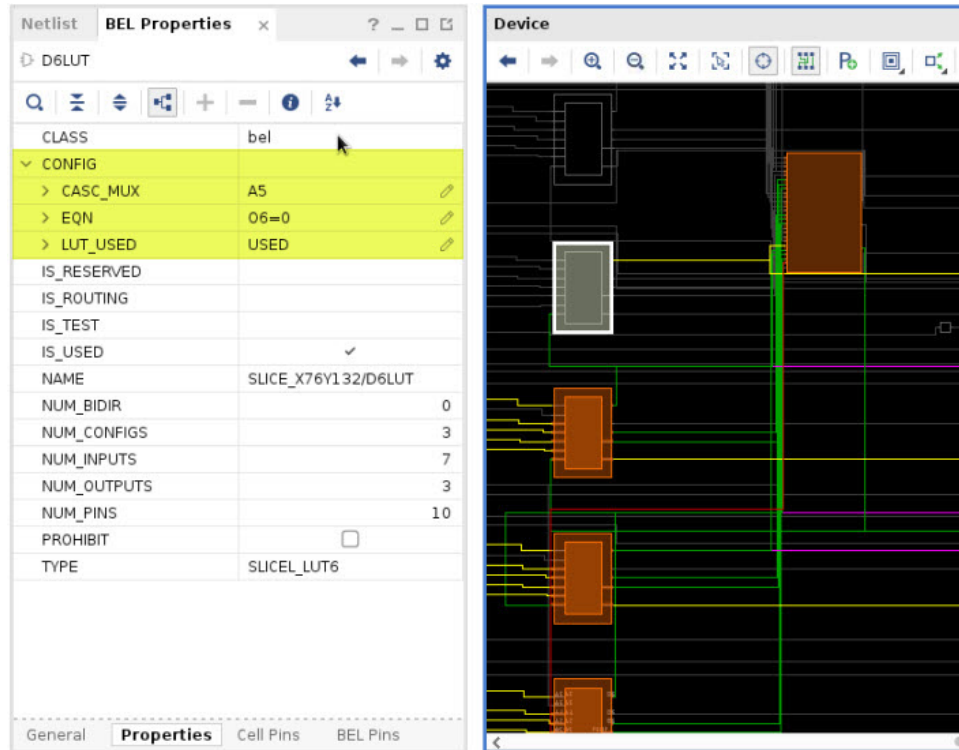 Netlist BEL Properties × ? Device
D6LUT
CLASS bel
CONFIG
CASC_MUX A5
EQN O6=0
LUT_USED USED
IS_RESERVED
IS_ROUTING
IS_TEST
IS_USED
NAME SLICE_X76Y132/D6LUT
NUM_BIDIR 0
NUM_CONFIGS 3
NUM_INPUTS 7
NUM_OUTPUTS 3
NUM_PINS 10
PROHIBIT
TYPE SLICEL_LUT6
General Properties Cell Pins BEL Pins